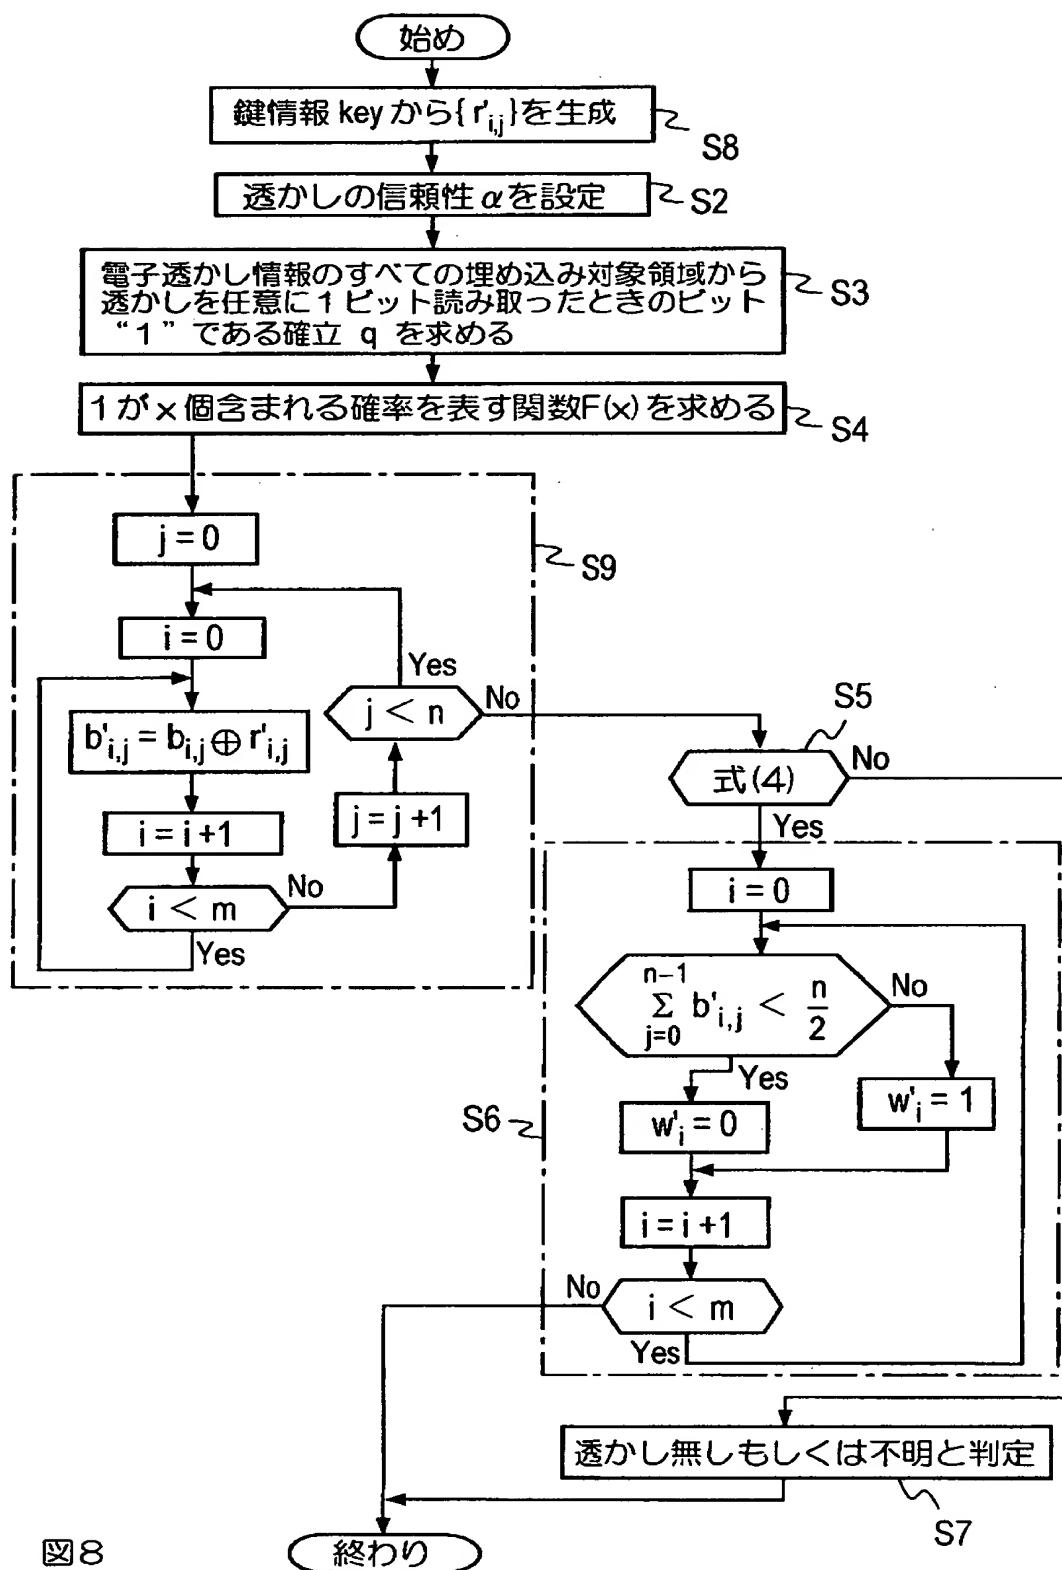 始め
鍵情報 key から{ r'i,j }を生成
S8
透かしの信頼性 α を設定
S2
電子透かし情報のすべての埋め込み対象領域から
透かしを任意に1ビット読み取ったときのビット
“1”である確立 q を求める
S3
1がx個含まれる確率を表す関数F(x)を求める
S4
j = 0
S9
i = 0
Yes
j < n
No
b'i,j = bi,j ⊕ r'i,j
i = i +1
j = j +1
i < m
No
Yes
S5
式(4)
No
Yes
i = 0
n−1
Σ b'i,j < n/2
j=0
No
Yes
w'i = 0
w'i = 1
S6
i = i +1
No
i < m
Yes
透かし無しもしくは不明と判定
S7
図8
終わり